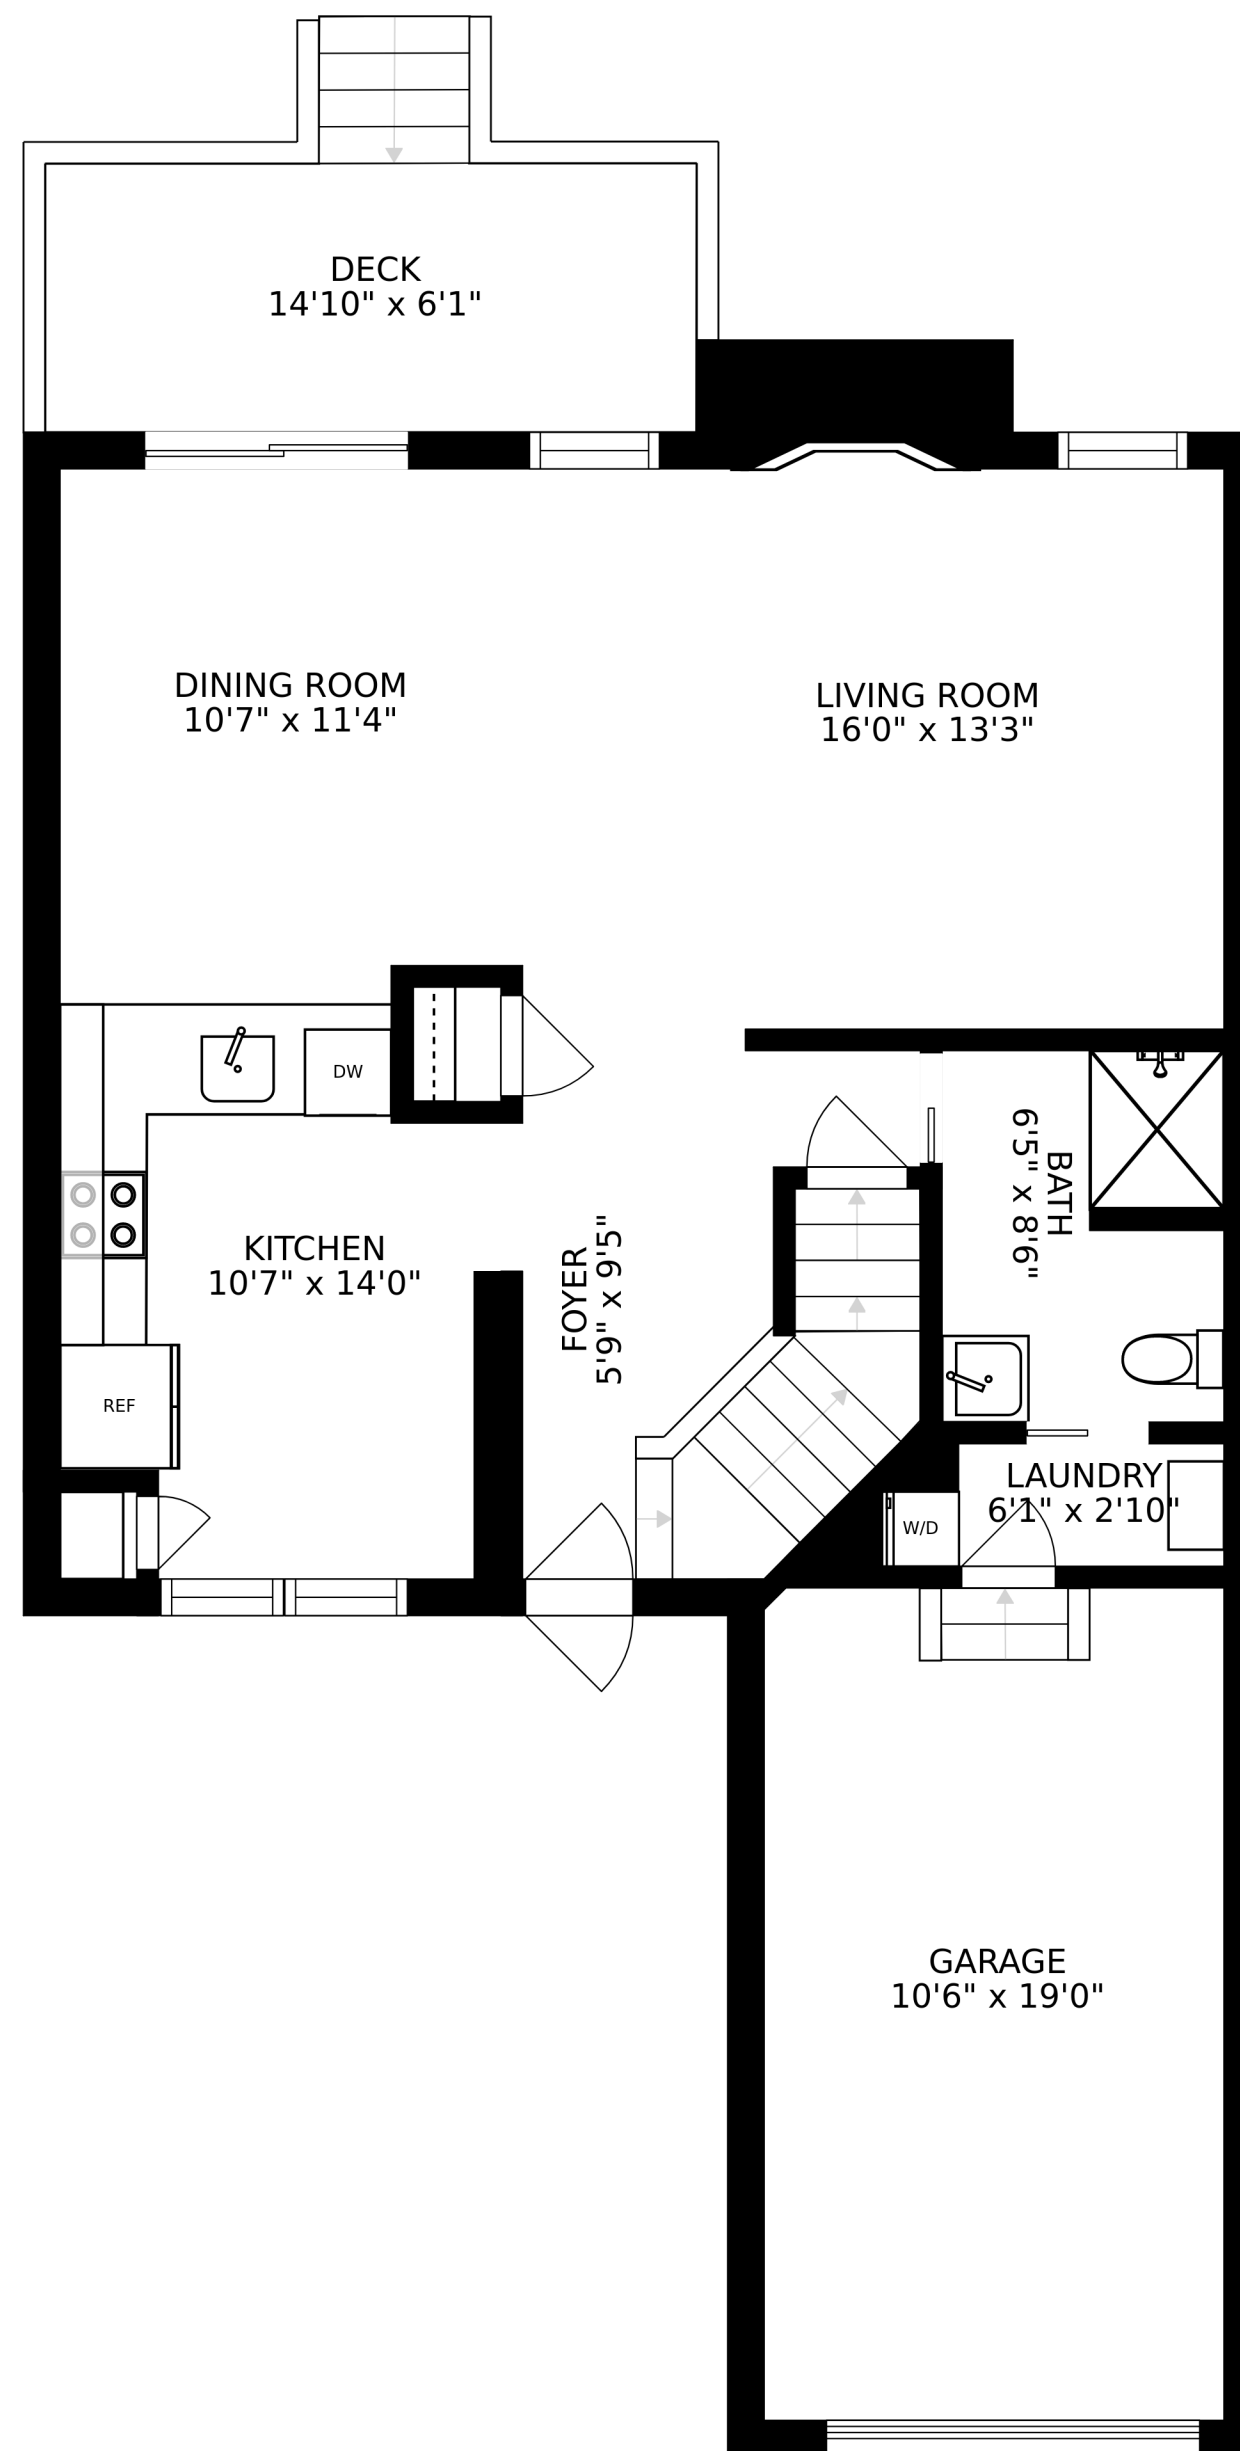 DECK
14'10" x 6'1"
DINING ROOM
10'7" x 11'4"
LIVING ROOM
16'0" x 13'3"
DW
KITCHEN
10'7" x 14'0"
FOYER
5'9" x 9'5"
BATH
6'5" x 8'6"
REF
LAUNDRY
6'1" x 2'10"
W/D
GARAGE
10'6" x 19'0"